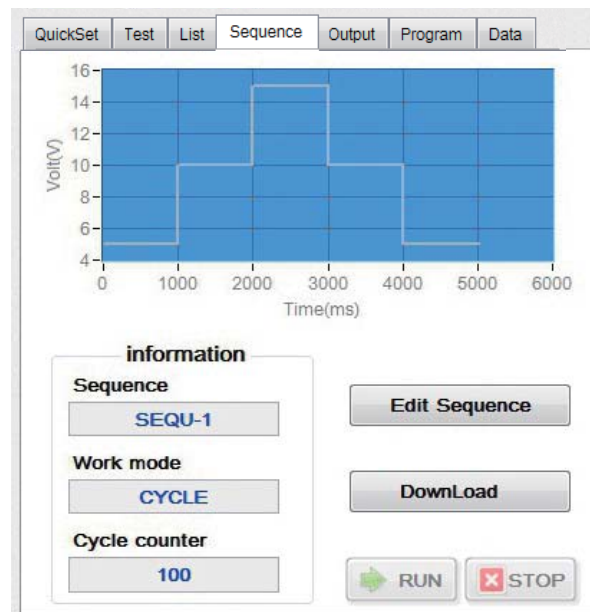 QuickSet Test List Sequence Output Program Data
16
14
12
10
8
6
4
Volt(V)
0 1000 2000 3000 4000 5000 6000
Time(ms)
information
Sequence
SEQU-1
Work mode
CYCLE
Cycle counter
100
Edit Sequence
DownLoad
RUN STOP